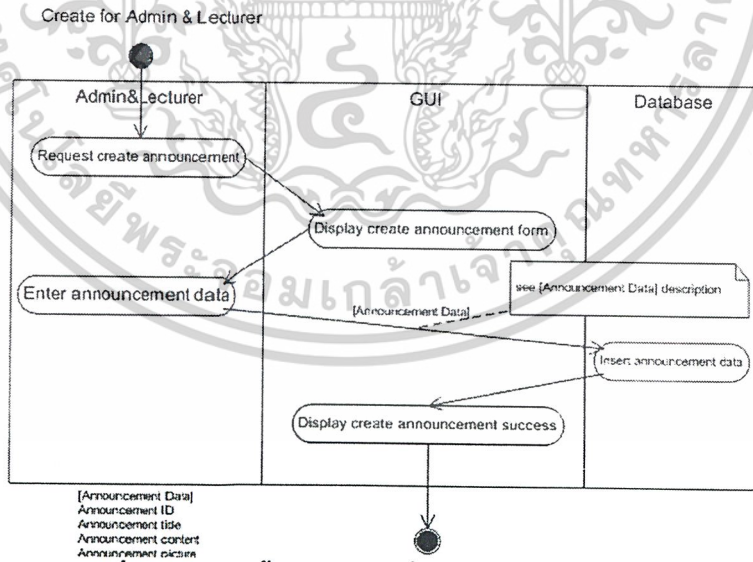 Create for Admin & Lecturer
Admin&Lecturer
GUI
Database
Request create announcement
Display create announcement form
Enter announcement data
see [Announcement Data] description
[Announcement Data]
Insert announcement data
Display create announcement success
[Announcement Data]
Announcement ID
Announcement title
Announcement content
Announcement picture